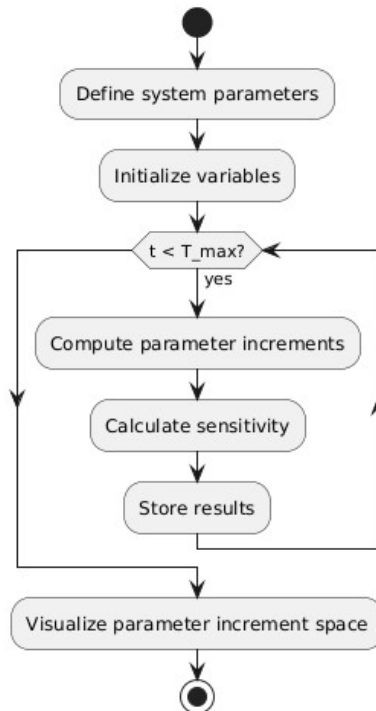 Define system parameters
Initialize variables
t < T_max?
yes
Compute parameter increments
Calculate sensitivity
Store results
Visualize parameter increment space